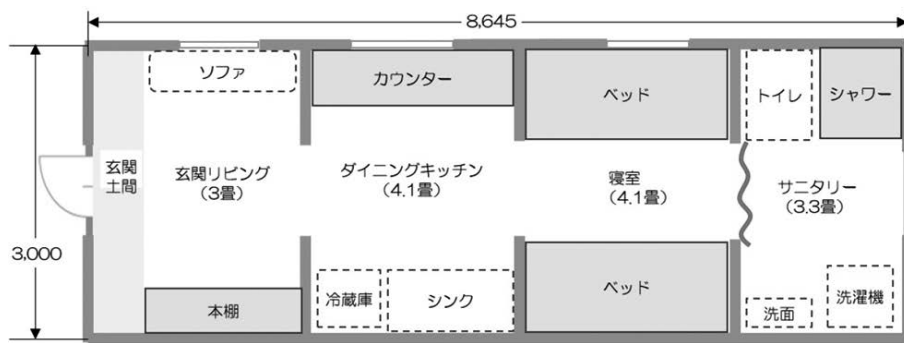 8,645
3,000
ソファ
カウンター
ベッド
トイレ
シャワー
玄関
土間
玄関リビング
（3畳）
ダイニングキッチン
（4.1畳）
寝室
（4.1畳）
サニタリー
（3.3畳）
本棚
冷蔵庫
シンク
ベッド
洗面
洗濯機